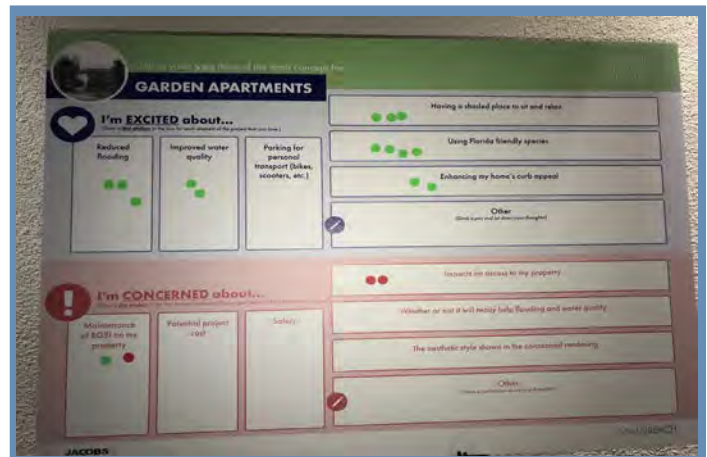 GARDEN APARTMENTS
I'm EXCITED about...
Reduced
flooding
Improved water
quality
Parking for
personal
transport (bikes,
scooters, etc.)
Having a shaded place to sit and relax
Using Florida friendly species
Enhancing my home's curb appeal
Other
I'm CONCERNED about...
Maintenance
of BGSI on my
property
Potential project
cost
Safety
Impacts on access to my property
Whether or not it will really help flooding and water quality
The aesthetic style shown in the conceptual rendering
Other
JACOBS